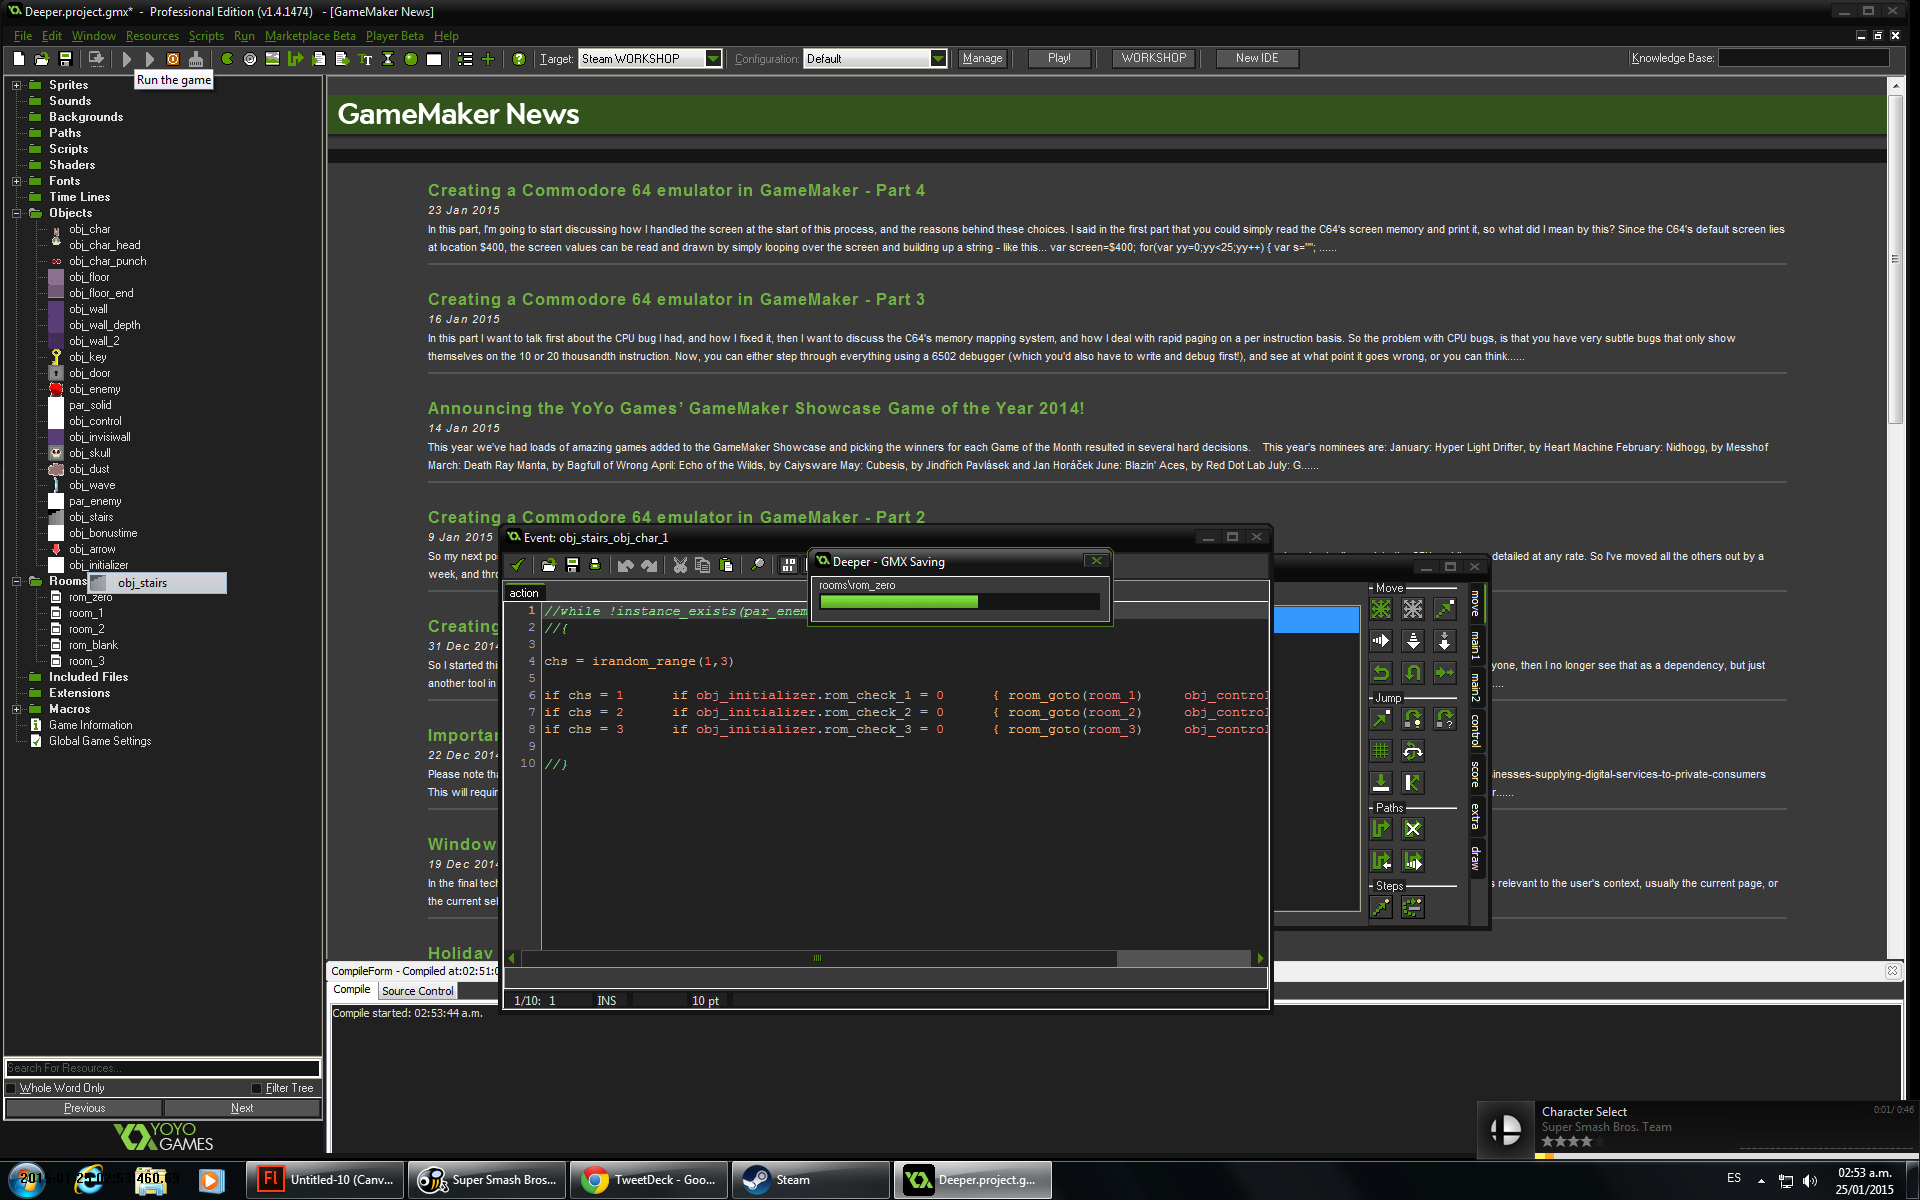 Deeper.project.gmx* - Professional Edition (v1.4.1474) - [GameMaker News]
File Edit Window Resources Scripts Run Marketplace Beta Player Beta Help
Target: Steam WORKSHOP Configuration: Default Manage Play! WORKSHOP New IDE Knowledge Base:
Run the game
Sprites
Sounds
Backgrounds
Paths
Scripts
Shaders
Fonts
Time Lines
Objects
obj_char
obj_char_head
obj_char_punch
obj_floor
obj_floor_end
obj_wall
obj_wall_depth
obj_wall_2
obj_key
obj_door
obj_enemy
par_solid
obj_control
obj_invisiwall
obj_skull
obj_dust
obj_wave
par_enemy
obj_stairs
obj_bonustime
obj_arrow
obj_initializer
Rooms
obj_stairs
rom_zero
room_1
room_2
rom_blank
room_3
Included Files
Extensions
Macros
Game Information
Global Game Settings
Search For Resources...
Whole Word Only Filter Tree
Previous Next
YOYO
GAMES
GameMaker News
Creating a Commodore 64 emulator in GameMaker - Part 4
23 Jan 2015
In this part, I'm going to start discussing how I handled the screen at the start of this process, and the reasons behind these choices. I said in the first part that you could simply read the C64's screen memory and print it, so what did I mean by this? Since the C64's default screen lies
at location $400, the screen values can be read and drawn by simply looping over the screen and building up a string - like this... var screen=$400; for(var yy=0;yy<25;yy++) { var s=""; ......
Creating a Commodore 64 emulator in GameMaker - Part 3
16 Jan 2015
In this part I want to talk first about the CPU bug I had, and how I fixed it, then I want to discuss the C64's memory mapping system, and how I deal with rapid paging on a per instruction basis. So the problem with CPU bugs, is that you have very subtle bugs that only show
themselves on the 10 or 20 thousandth instruction. Now, you can either step through everything using a 6502 debugger (which you'd also have to write and debug first!), and see at what point it goes wrong, or you can think......
Announcing the YoYo Games’ GameMaker Showcase Game of the Year 2014!
14 Jan 2015
This year we've had loads of amazing games added to the GameMaker Showcase and picking the winners for each Game of the Month resulted in several hard decisions. This year's nominees are: January: Hyper Light Drifter, by Heart Machine February: Nidhogg, by Messhof
March: Death Ray Manta, by Bagfull of Wrong April: Echo of the Wilds, by Caiysware May: Cubesis, by Jindřich Pavlásek and Jan Horáček June: Blazin' Aces, by Red Dot Lab July: G......
Creating a Commodore 64 emulator in GameMaker - Part 2
9 Jan 2015
So my next po
detailed at any rate. So I've moved all the others out by a
week, and thr
Creating
31 Dec 2014
So I started thi
yone, then I no longer see that as a dependency, but just
another tool in
....
Importan
22 Dec 2014
Please note tha
sinesses-supplying-digital-services-to-private-consumers
This will requir
r......
Window
19 Dec 2014
In the final tech
s relevant to the user's context, usually the current page, or
the current sel
Holiday
Event: obj_stairs_obj_char_1
action
1 //while !instance_exists(par_enem
2 //{
3
4 chs = irandom_range(1,3)
5
6 if chs = 1 if obj_initializer.rom_check_1 = 0 { room_goto(room_1) obj_control
7 if chs = 2 if obj_initializer.rom_check_2 = 0 { room_goto(room_2) obj_control
8 if chs = 3 if obj_initializer.rom_check_3 = 0 { room_goto(room_3) obj_control
9
10 //}
1/10: 1 INS 10 pt
Deeper - GMX Saving
rooms\rom_zero
Move
Jump
Paths
Steps
move
main1
main2
control
score
extra
draw
CompileForm - Compiled at:02:51:0
Compile Source Control
Compile started: 02:53:44 a.m.
Character Select 0:01/ 0:46
Super Smash Bros. Team
Untitled-10 (Canv... Super Smash Bros... TweetDeck - Goo... Steam Deeper.project.g...
ES
02:53 a.m.
25/01/2015